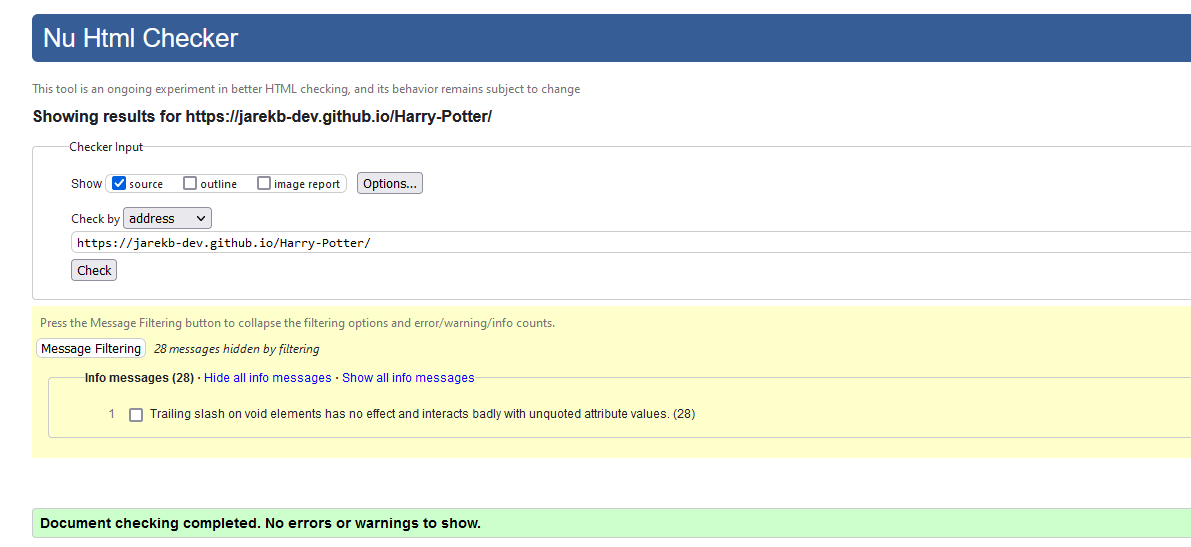 Nu Html Checker
This tool is an ongoing experiment in better HTML checking, and its behavior remains subject to change
Showing results for https://jarekb-dev.github.io/Harry-Potter/
Checker Input
Show source outline image report Options...
Check by address
https://jarekb-dev.github.io/Harry-Potter/
Check
Press the Message Filtering button to collapse the filtering options and error/warning/info counts.
Message Filtering 28 messages hidden by filtering
Info messages (28) · Hide all info messages · Show all info messages
1 Trailing slash on void elements has no effect and interacts badly with unquoted attribute values. (28)
Document checking completed. No errors or warnings to show.